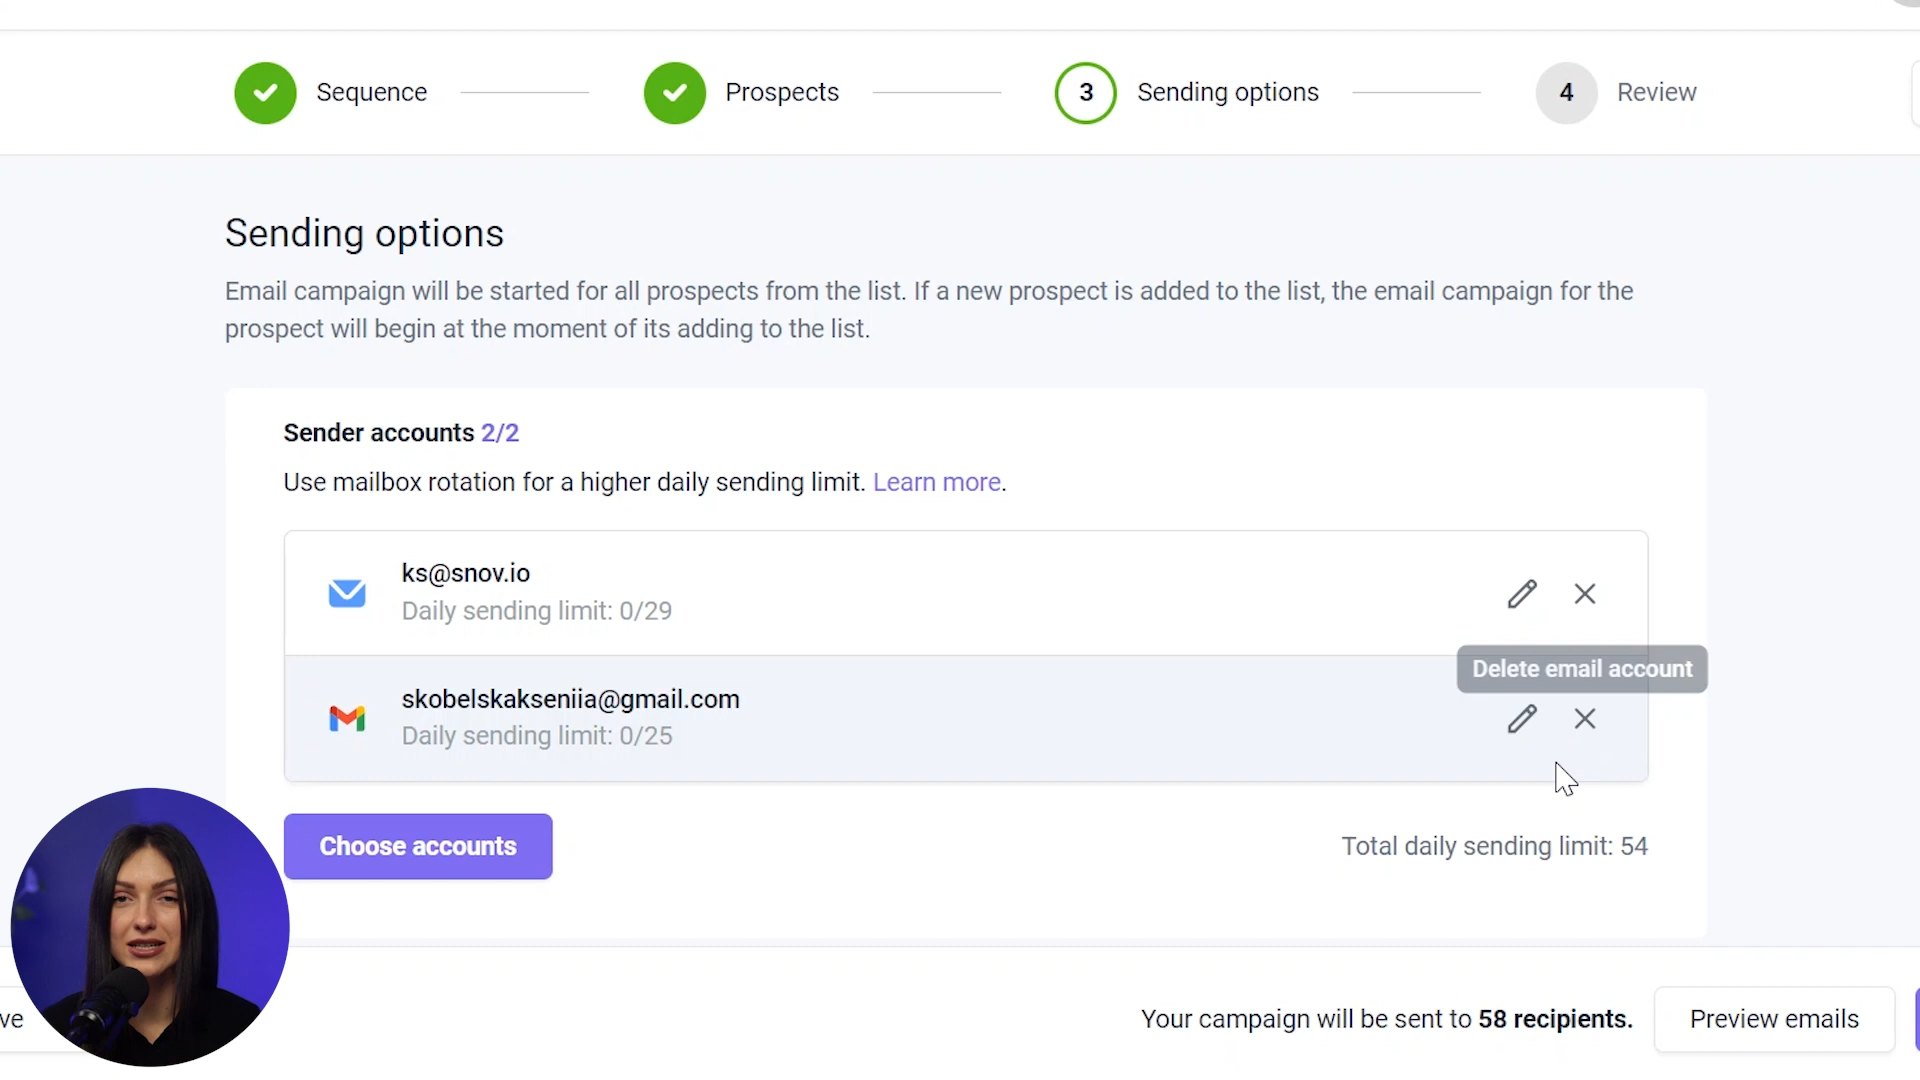 Sequence
Prospects
3 Sending options
4 Review
Sending options
Email campaign will be started for all prospects from the list. If a new prospect is added to the list, the email campaign for the
prospect will begin at the moment of its adding to the list.
Sender accounts 2/2
Use mailbox rotation for a higher daily sending limit. Learn more.
ks@snov.io
Daily sending limit: 0/29
Delete email account
skobelskakseniia@gmail.com
Daily sending limit: 0/25
Choose accounts
Total daily sending limit: 54
ve
Your campaign will be sent to 58 recipients.
Preview emails